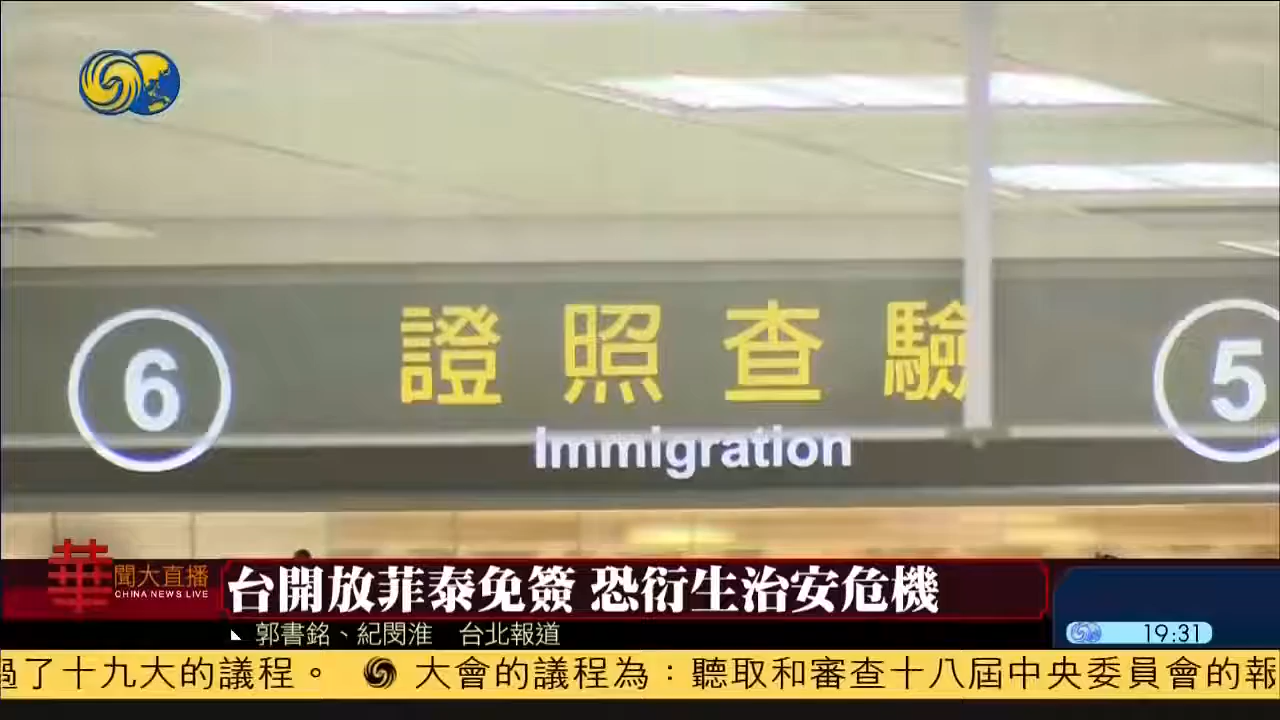 證照查驗
6
5
Immigration
華聞大直播
CHINA NEWS LIVE
台開放菲泰免簽 恐衍生治安危機
郭書銘、紀閔淮 台北報道
19:31
過了十九大的議程。 大會的議程為：聽取和審查十八屆中央委員會的報